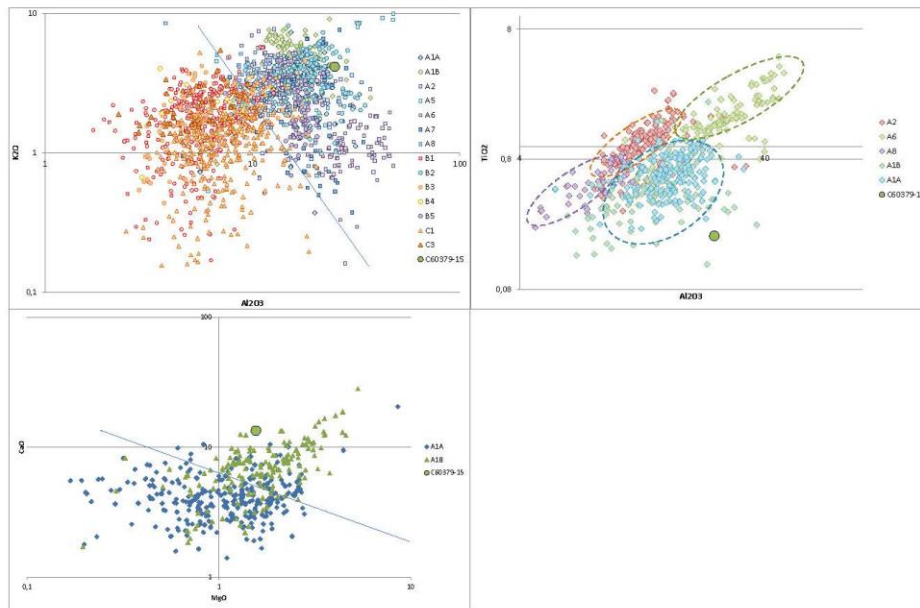 10
K2O
1
0,1
1
10
100
Al2O3
A1A
A1B
A2
A5
A6
A7
A8
B1
B2
B3
B4
B5
C1
C3
C60379-15
8
TiO2
0,8
4
40
0,08
Al2O3
A2
A6
A8
A1B
A1A
C60379-1
100
CaO
10
1
0,1
1
10
MgO
A1A
A1B
C60379-15